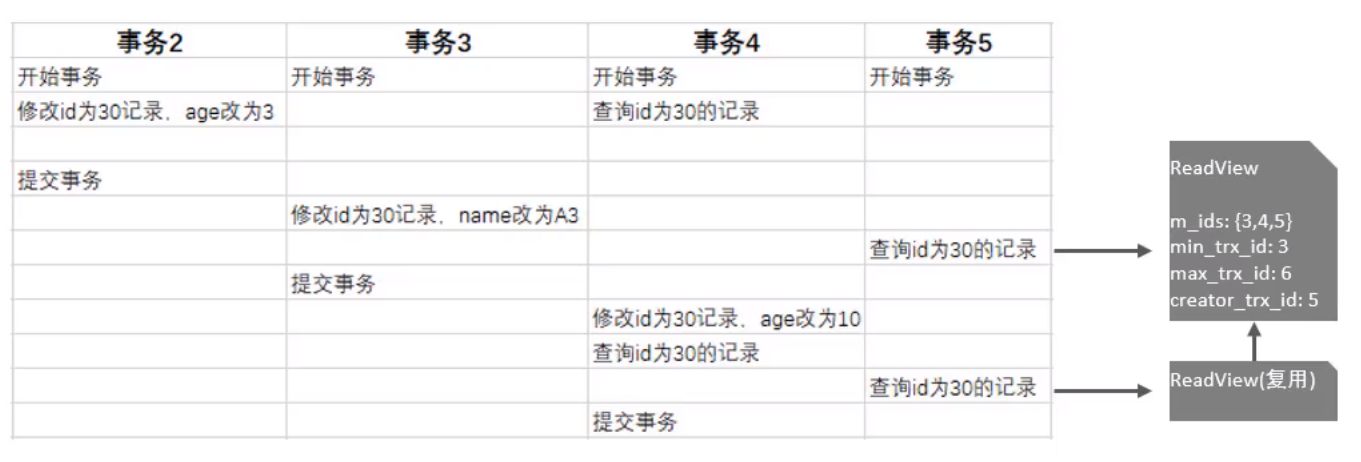 事务2 事务3 事务4 事务5
开始事务 开始事务 开始事务 开始事务
修改id为30记录，age改为3 查询id为30的记录
提交事务
修改id为30记录，name改为A3
查询id为30的记录
提交事务
修改id为30记录，age改为10
查询id为30的记录
查询id为30的记录
提交事务
ReadView
m_ids: {3,4,5}
min_trx_id: 3
max_trx_id: 6
creator_trx_id: 5
ReadView(复用)